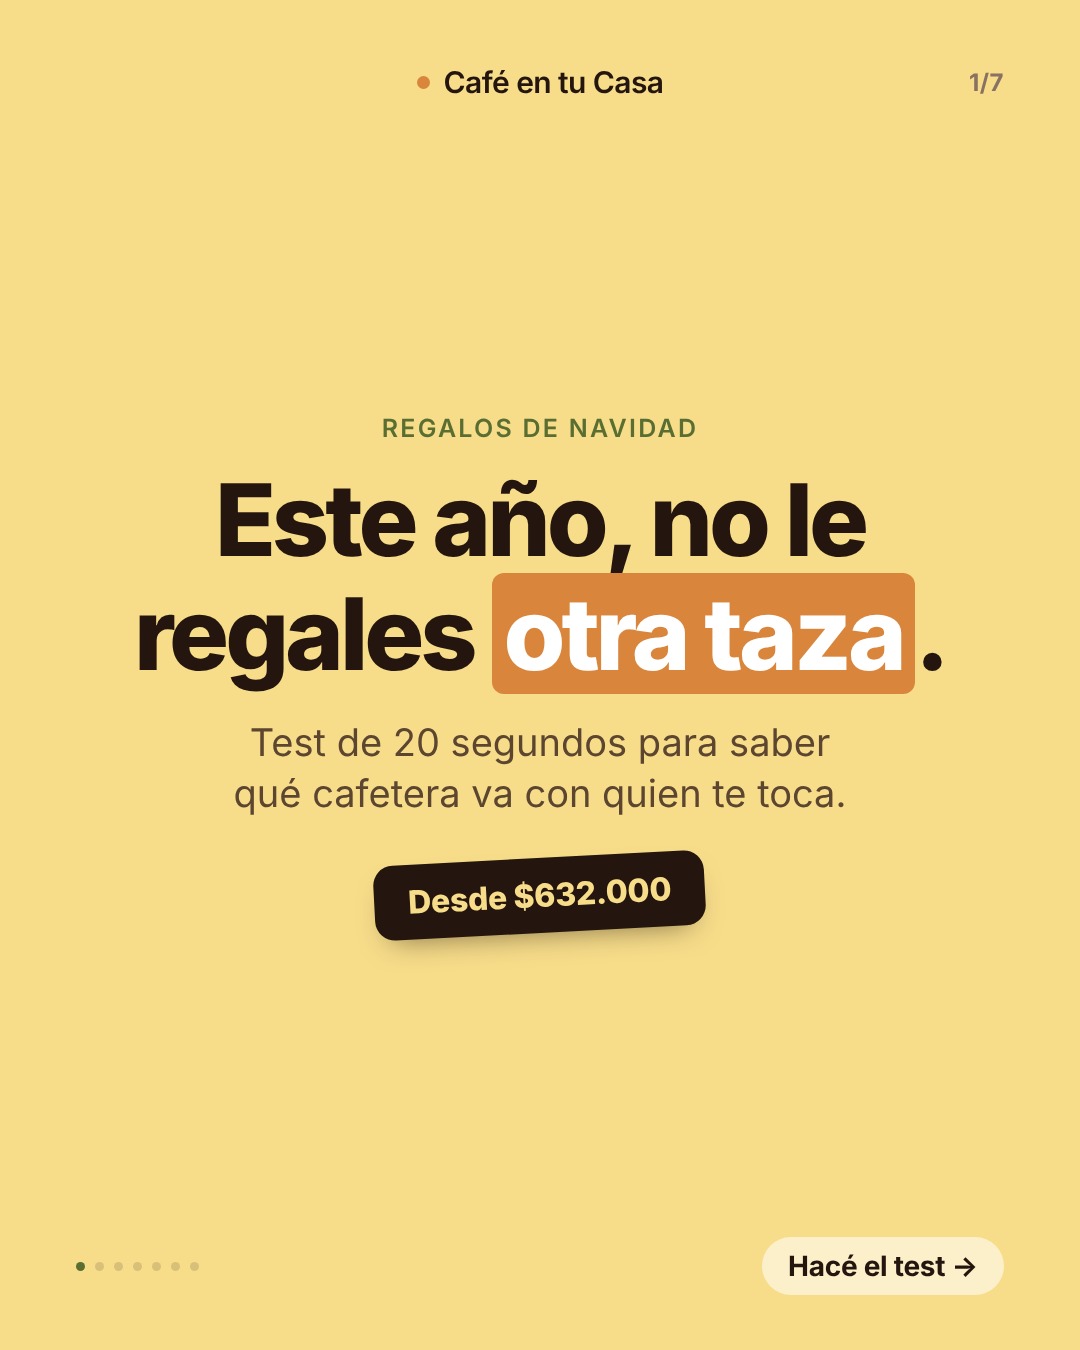 Café en tu Casa
1/7
REGALOS DE NAVIDAD
Este año, no le
regales otra taza.
Test de 20 segundos para saber
qué cafetera va con quien te toca.
Desde $632.000
Hacé el test →